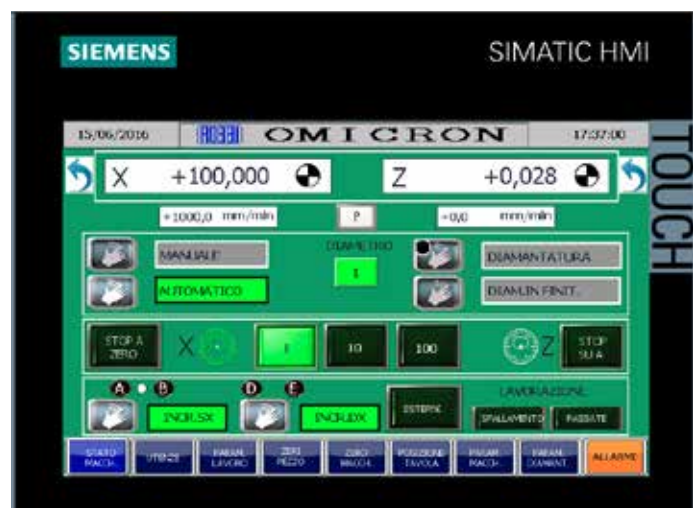 SIEMENS
SIMATIC HMI
TOUCH
15/06/2016 ROBBI OMICRON 17:37:00
X +100,000 Z +0,028
+1000,0 mm/min P +0,0 mm/min
MANUALE DIAMETRO DIAMANTATURA
AUTOMATICO 1 DIAM.IN FINIT.
STOP A ZERO X 1 10 100 Z STOP SU A
A B D E
INCR.SX INCR.DX ESTERNI LAVORAZIONE
SPALLAMENTO PASSATE
STATO MACCH. UTENZE PARAM. LAVORO ZERI PEZZO ZERO MACCH. POSIZIONE TAVOLA PARAM. MACCH. PARAM. DIAMANT. ALLARME